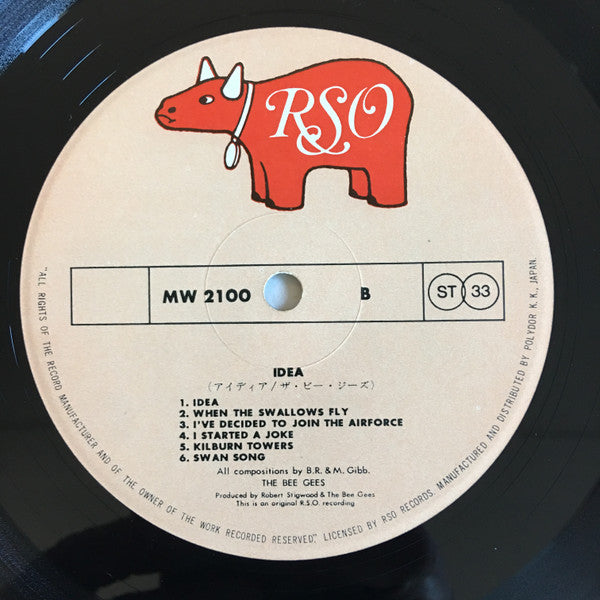 RSO
MW 2100 B ST 33
IDEA
(アイディア/ザ・ビー・ジーズ)
1. IDEA
2. WHEN THE SWALLOWS FLY
3. I'VE DECIDED TO JOIN THE AIRFORCE
4. I STARTED A JOKE
5. KILBURN TOWERS
6. SWAN SONG
All compositions by B.R. & M. Gibb.
THE BEE GEES
Produced by Robert Stigwood & The Bee Gees
This is an original R.S.O. recording
"ALL RIGHTS OF THE RECORD MANUFACTURER AND OF THE OWNER OF THE WORK RECORDED RESERVED". LICENSED BY RSO RECORDS. MANUFACTURED AND DISTRIBUTED BY POLYDOR K. K., JAPAN.